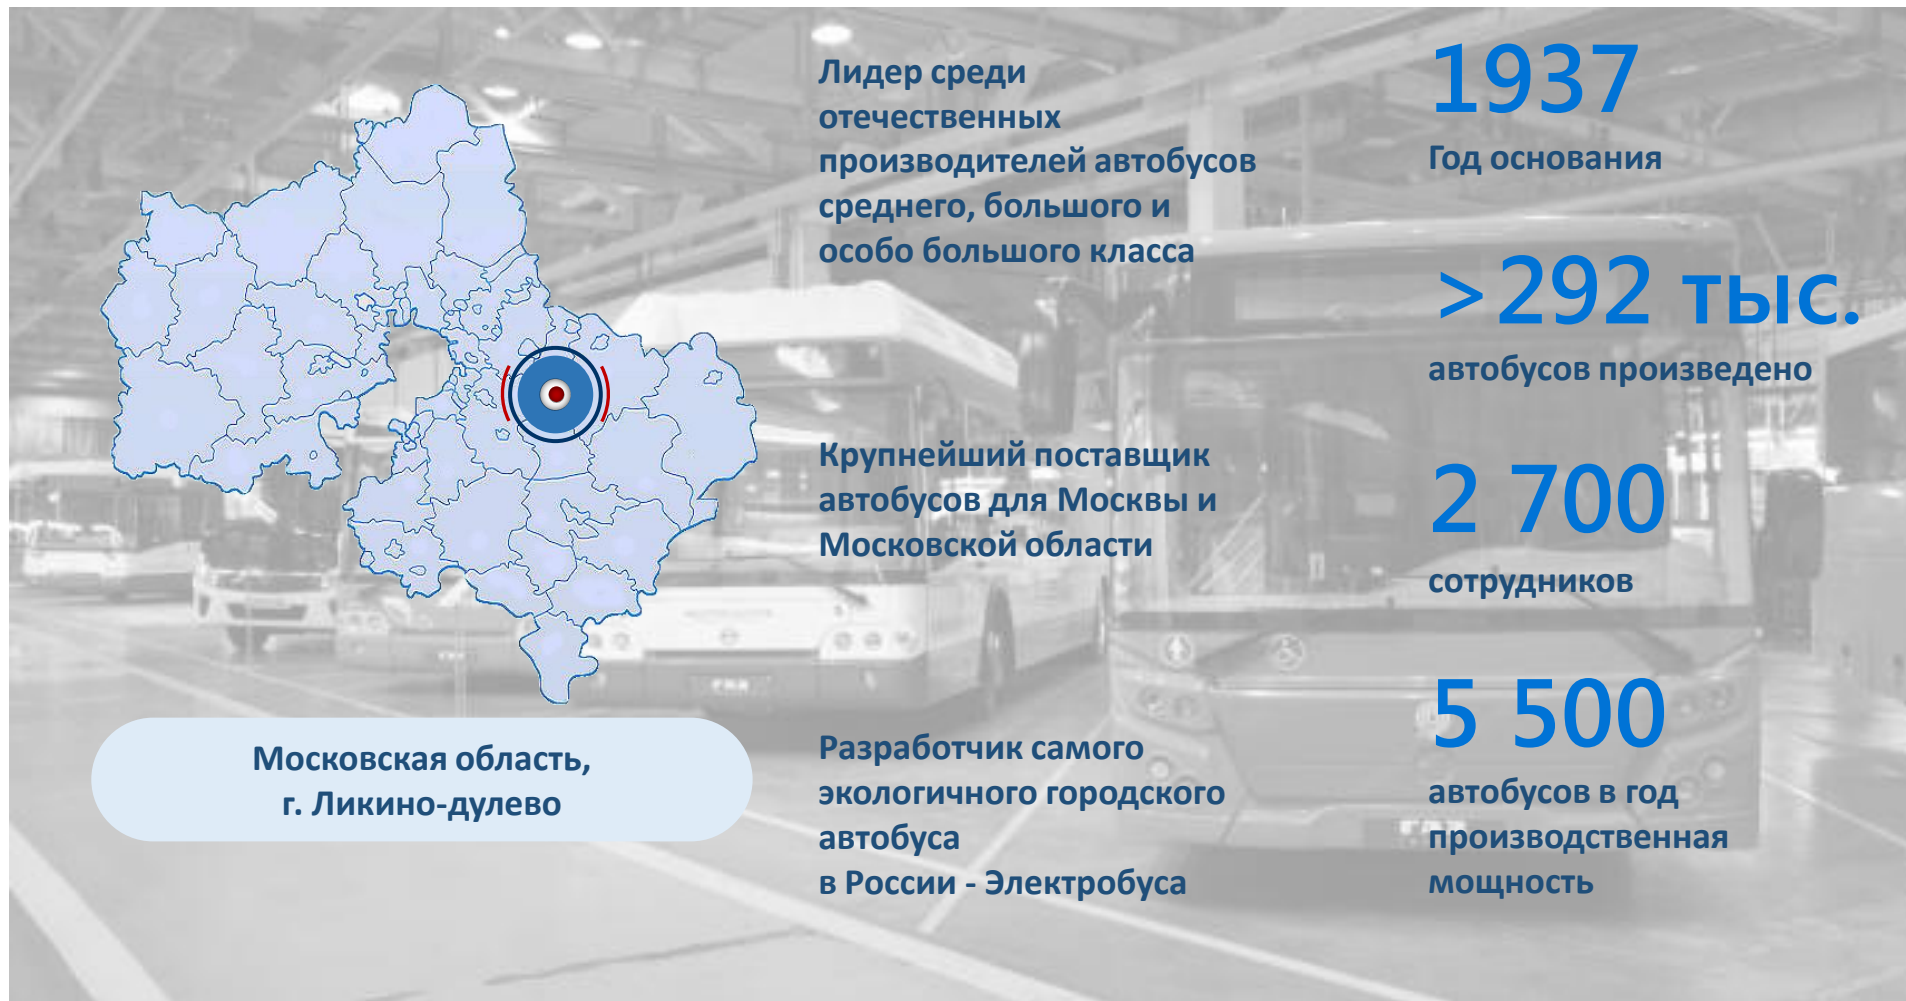 Лидер среди
отечественных
производителей автобусов
среднего, большого и
особо большого класса
Крупнейший поставщик
автобусов для Москвы и
Московской области
Разработчик самого
экологичного городского
автобуса
в России - Электробуса
1937
Год основания
>292 тыс.
автобусов произведено
2 700
сотрудников
5 500
автобусов в год
производственная
мощность
Московская область,
г. Ликино-дулево